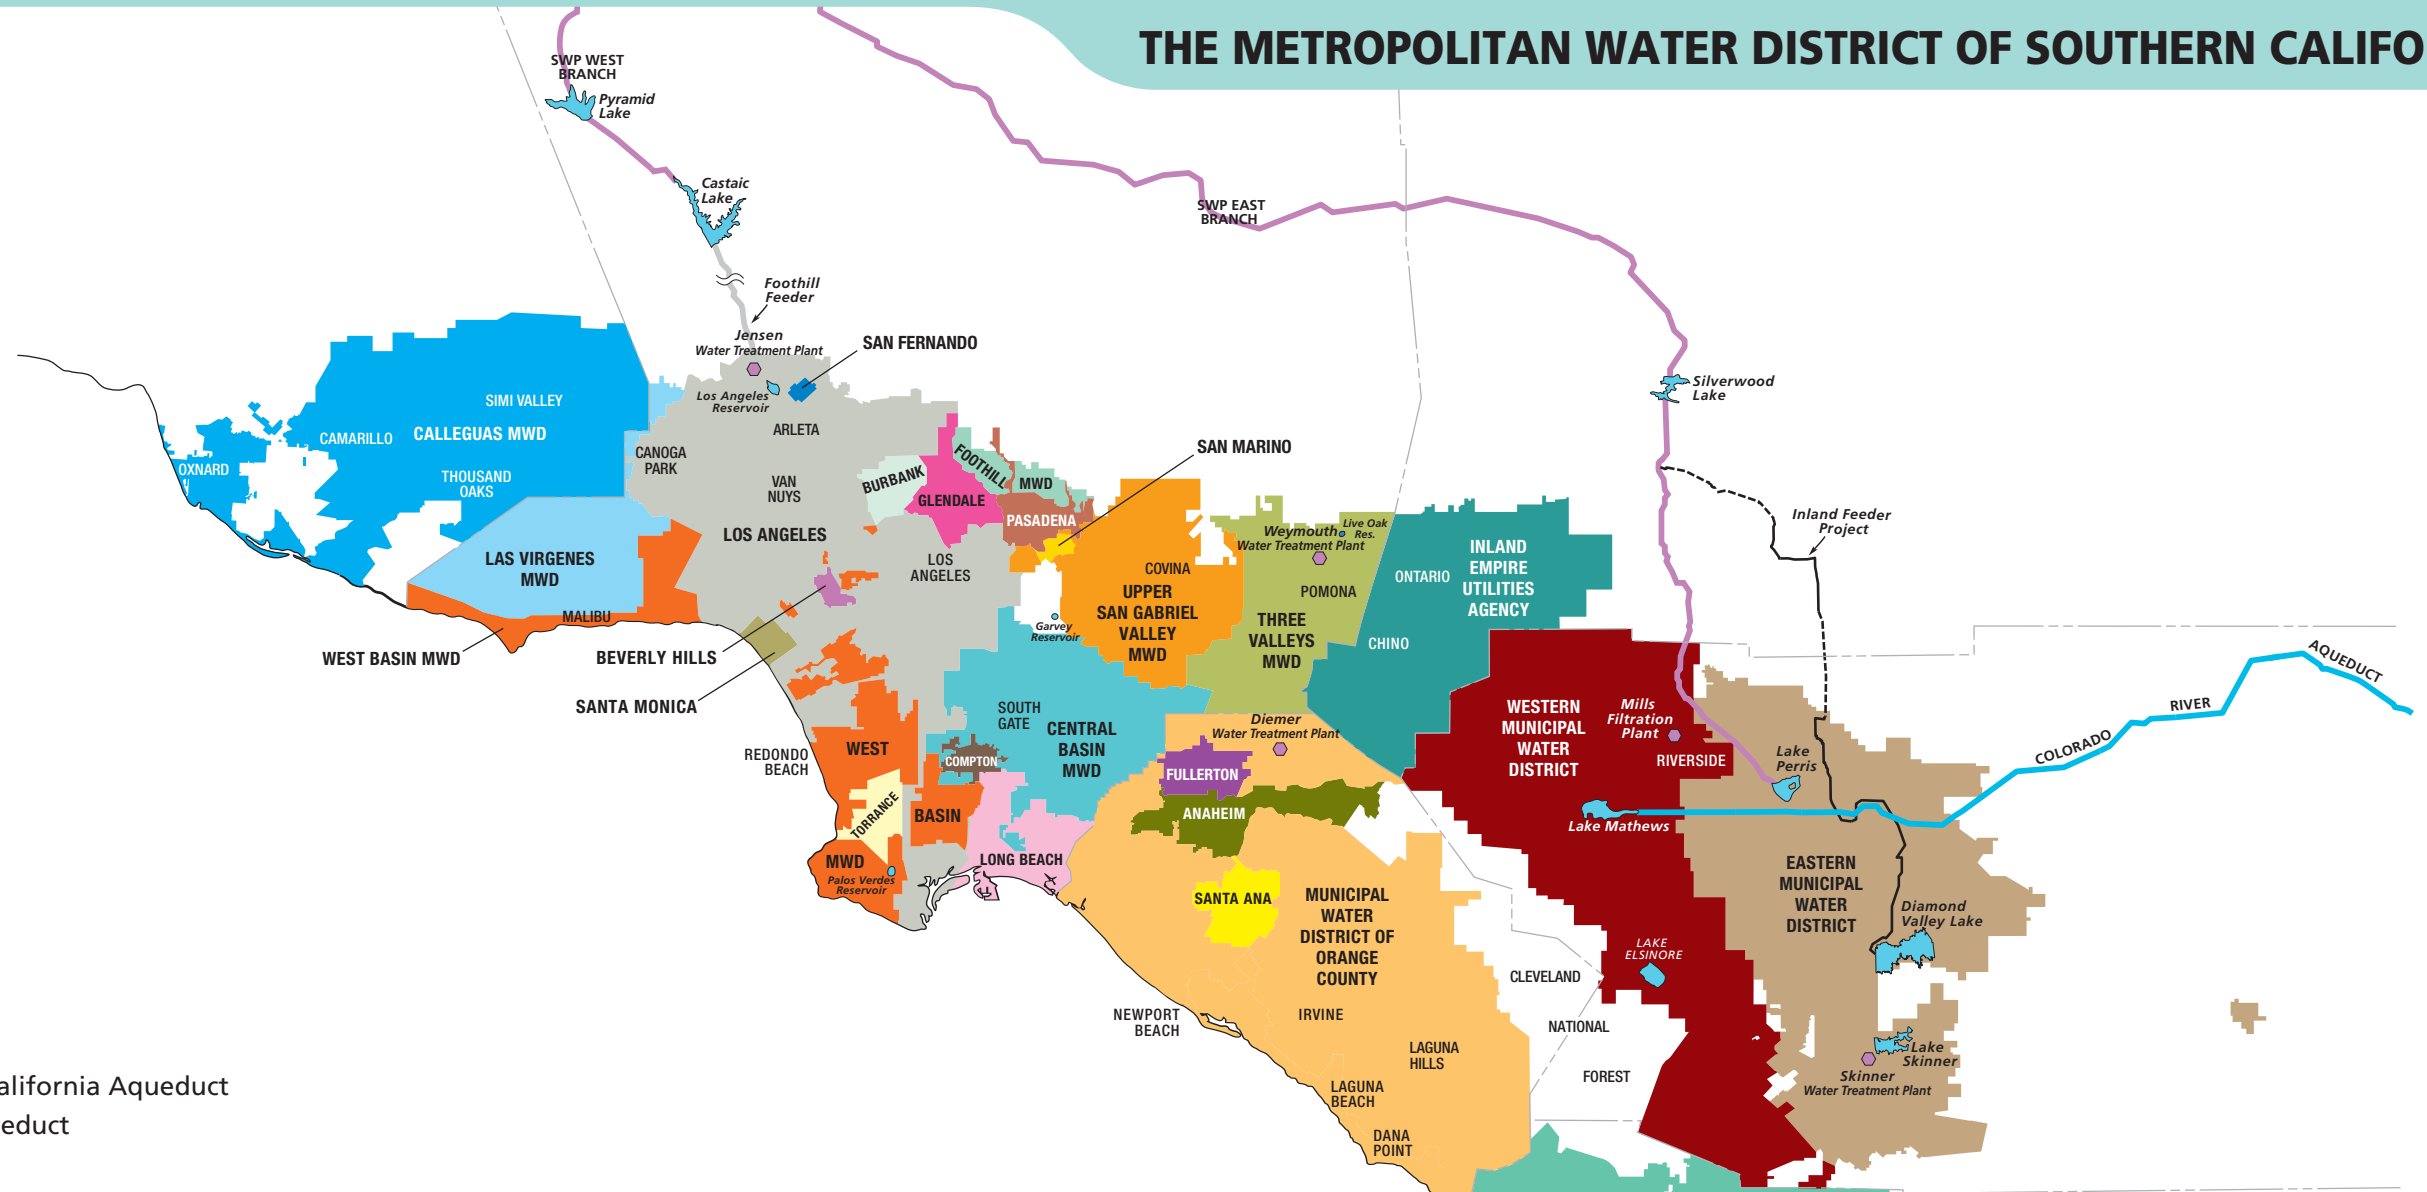 THE METROPOLITAN WATER DISTRICT OF SOUTHERN CALIFO
SWP WEST
BRANCH
Pyramid
Lake
Castaic
Lake
SWP EAST
BRANCH
Foothill
Feeder
Jensen
Water Treatment Plant
SAN FERNANDO
Los Angeles
Reservoir
Silverwood
Lake
SIMI VALLEY
CAMARILLO
CALLEGUAS MWD
OXNARD
THOUSAND
OAKS
CANOGA
PARK
ARLETA
VAN
NUYS
LOS ANGELES
BURBANK
GLENDALE
FOOTHILL
MWD
PASADENA
SAN MARINO
LOS
ANGELES
LAS VIRGENES
MWD
MALIBU
WEST BASIN MWD
BEVERLY HILLS
SANTA MONICA
Garvey
Reservoir
COVINA
UPPER
SAN GABRIEL
VALLEY
MWD
Weymouth
Water Treatment Plant
Live Oak
Res.
POMONA
THREE
VALLEYS
MWD
ONTARIO
INLAND
EMPIRE
UTILITIES
AGENCY
CHINO
Inland Feeder
Project
REDONDO
BEACH
WEST
TORRANCE
BASIN
MWD
Palos Verdes
Reservoir
COMPTON
SOUTH
GATE
CENTRAL
BASIN
MWD
LONG BEACH
Diemer
Water Treatment Plant
FULLERTON
ANAHEIM
SANTA ANA
MUNICIPAL
WATER
DISTRICT OF
ORANGE
COUNTY
NEWPORT
BEACH
IRVINE
LAGUNA
HILLS
LAGUNA
BEACH
DANA
POINT
WESTERN
MUNICIPAL
WATER
DISTRICT
Mills
Filtration
Plant
RIVERSIDE
Lake
Perris
Lake Mathews
COLORADO
RIVER
AQUEDUCT
EASTERN
MUNICIPAL
WATER
DISTRICT
Diamond
Valley Lake
LAKE
ELSINORE
CLEVELAND
NATIONAL
FOREST
Lake
Skinner
Skinner
Water Treatment Plant
alifornia Aqueduct
educt